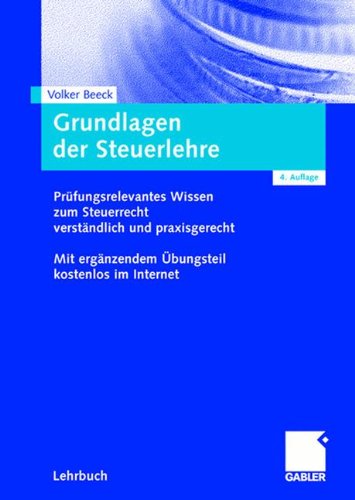 Volker Beeck
Grundlagen
der Steuerlehre
4. Auflage
Prüfungsrelevantes Wissen
zum Steuerrecht
verständlich und praxisgerecht
Mit ergänzendem Übungsteil
kostenlos im Internet
Lehrbuch
GABLER